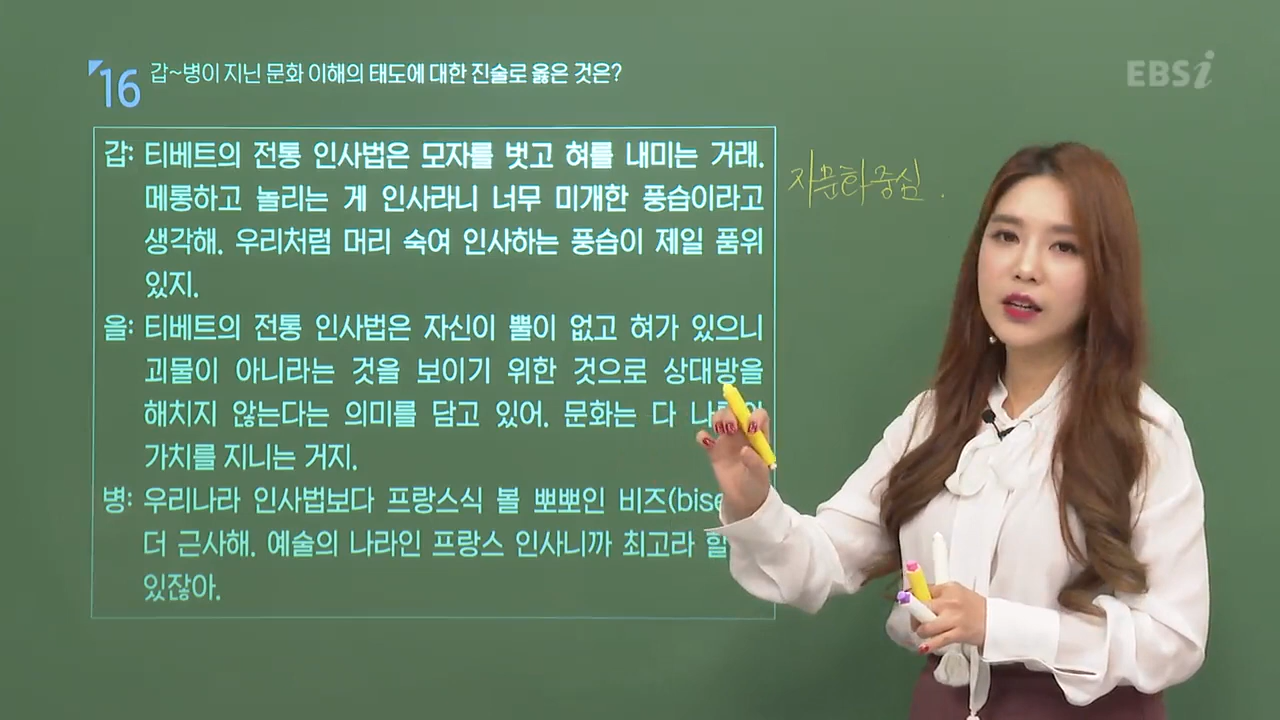 EBSi
16 갑~병이 지닌 문화 이해의 태도에 대한 진술로 옳은 것은?
갑: 티베트의 전통 인사법은 모자를 벗고 혀를 내미는 거래.
메롱하고 놀리는 게 인사라니 너무 미개한 풍습이라고
생각해. 우리처럼 머리 숙여 인사하는 풍습이 제일 품위
있지.
자문화중심.
을: 티베트의 전통 인사법은 자신이 뿔이 없고 혀가 있으니
괴물이 아니라는 것을 보이기 위한 것으로 상대방을
해치지 않는다는 의미를 담고 있어. 문화는 다
가치를 지니는 거지.
병: 우리나라 인사법보다 프랑스식 볼 뽀뽀인 비즈(bise
더 근사해. 예술의 나라인 프랑스 인사니까 최고라 할
있잖아.